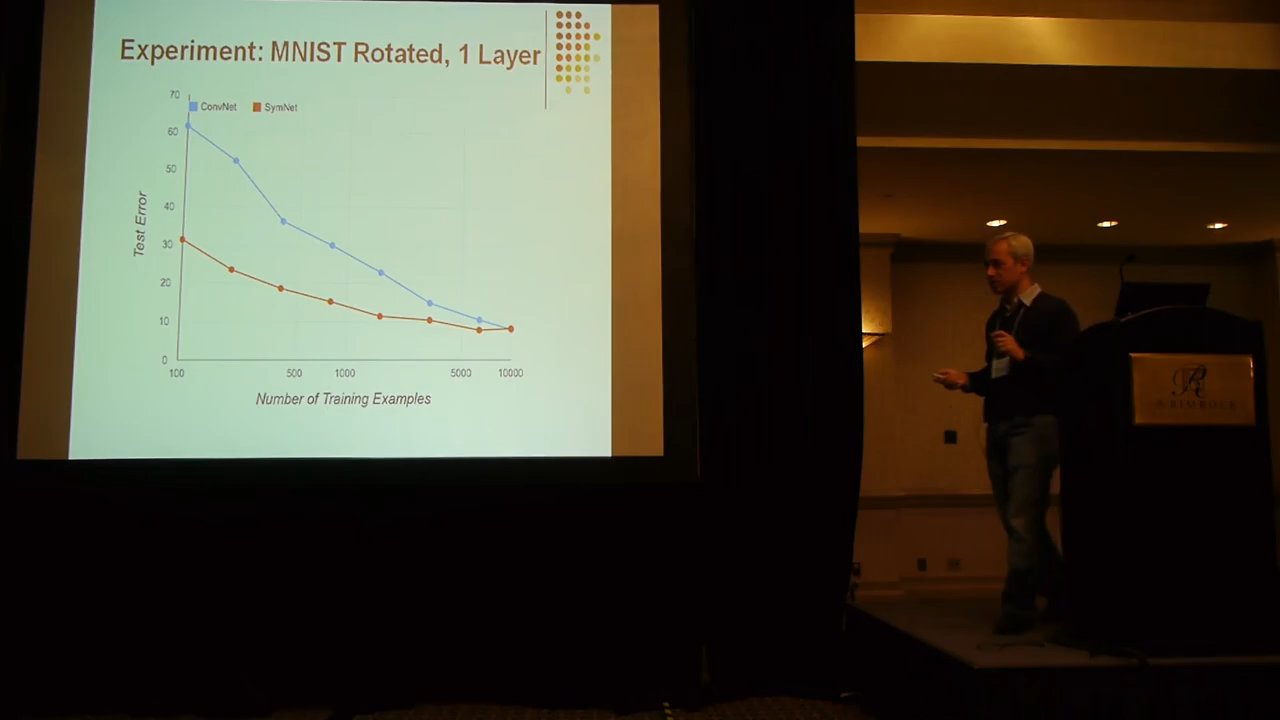 Experiment: MNIST Rotated, 1 Layer
70
ConvNet SymNet
60
50
40
30
20
10
0
Test Error
100 500 1000 5000 10000
Number of Training Examples
R
RIMROCK